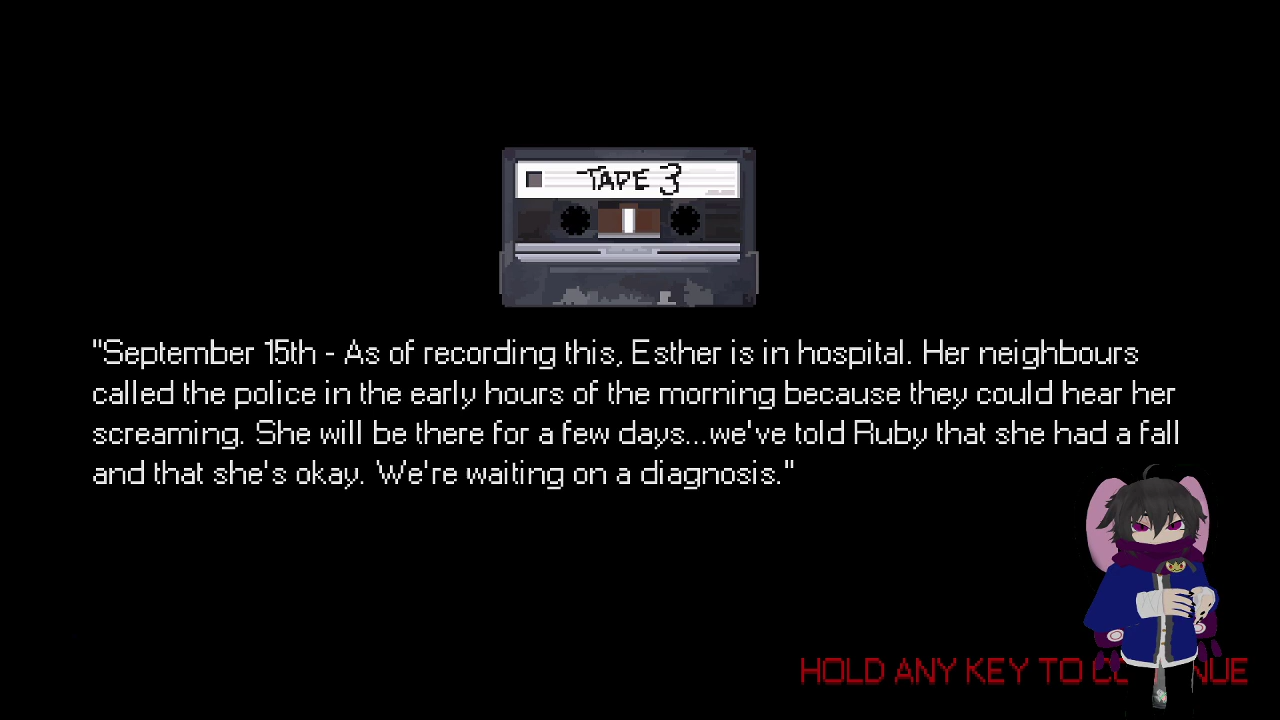 TAPE 3
"September 15th - As of recording this, Esther is in hospital. Her neighbours
called the police in the early hours of the morning because they could hear her
screaming. She will be there for a few days...we've told Ruby that she had a fall
and that she's okay. We're waiting on a diagnosis."
HOLD ANY KEY TO